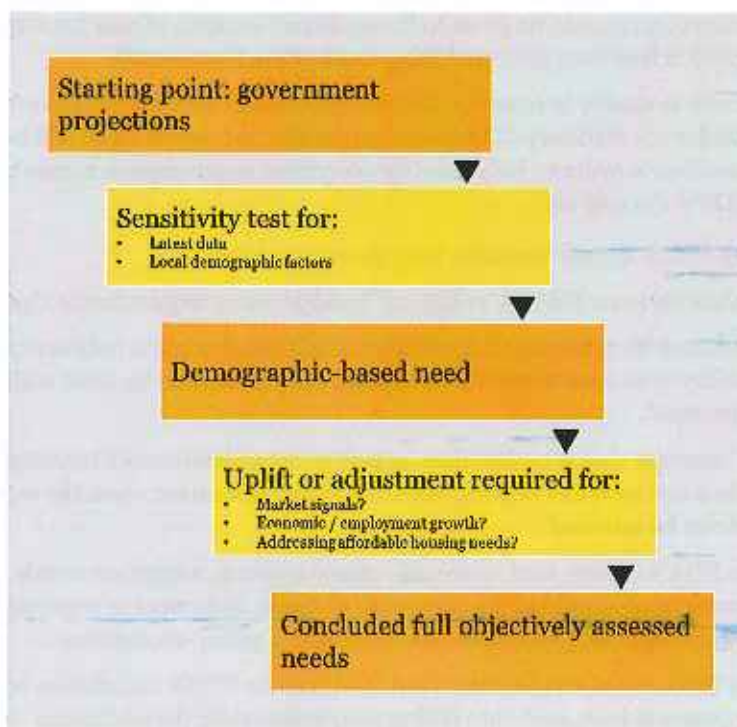 Starting point: government
projections
Sensitivity test for:
• Latest data
• Local demographic factors
Demographic-based need
Uplift or adjustment required for:
• Market signals?
• Economic / employment growth?
• Addressing affordable housing needs?
Concluded full objectively assessed
needs